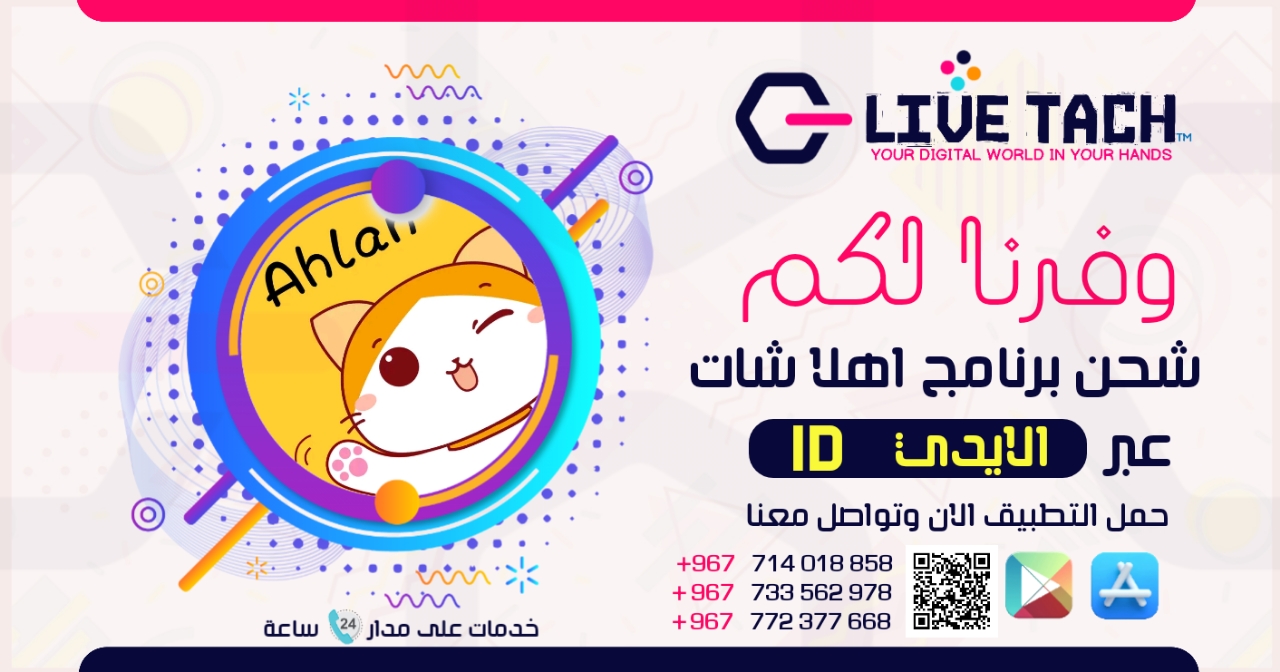 LIVE TACH™
YOUR DIGITAL WORLD IN YOUR HANDS
وفرنا لكم
شحن برنامج اهلا شات
عبر الايدي ID
حمل التطبيق الان وتواصل معنا
+967 714 018 858
+967 733 562 978
+967 772 377 668
Ahlan
خدمات على مدار 24 ساعة